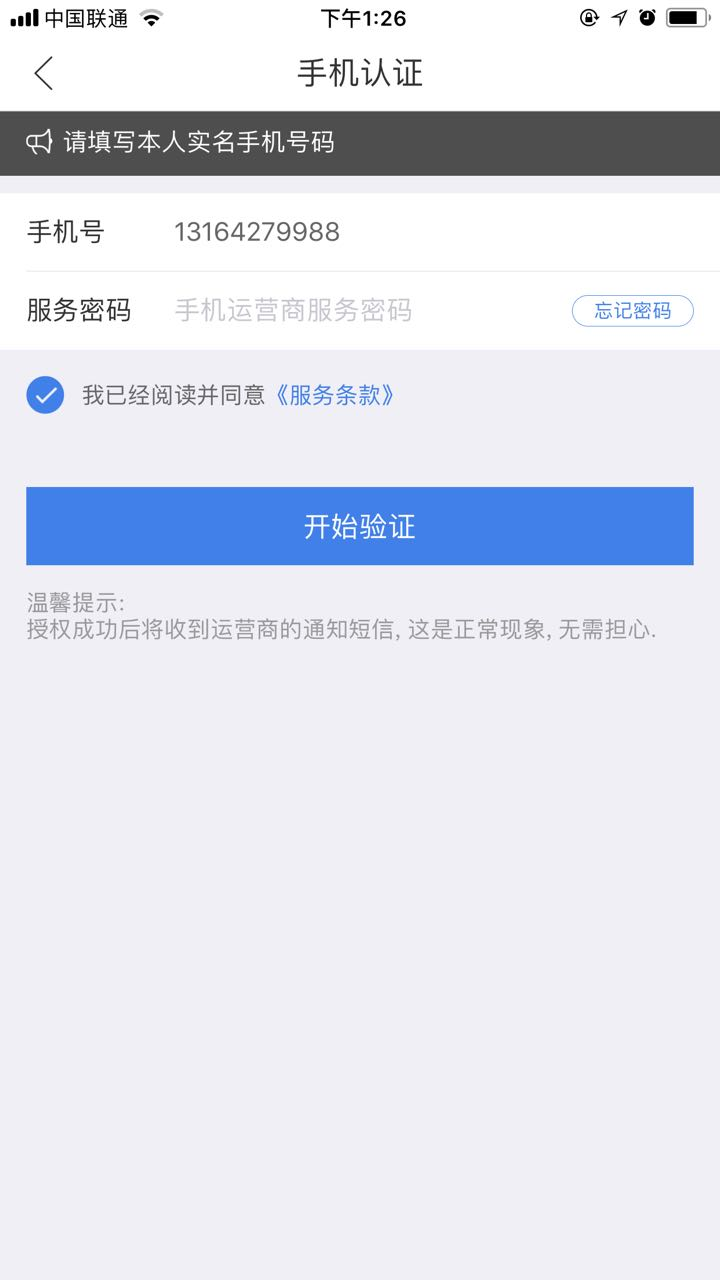 中国联通
下午1:26
手机认证
请填写本人实名手机号码
手机号 13164279988
服务密码 手机运营商服务密码 忘记密码
我已经阅读并同意《服务条款》
开始验证
温馨提示:
授权成功后将收到运营商的通知短信, 这是正常现象, 无需担心.